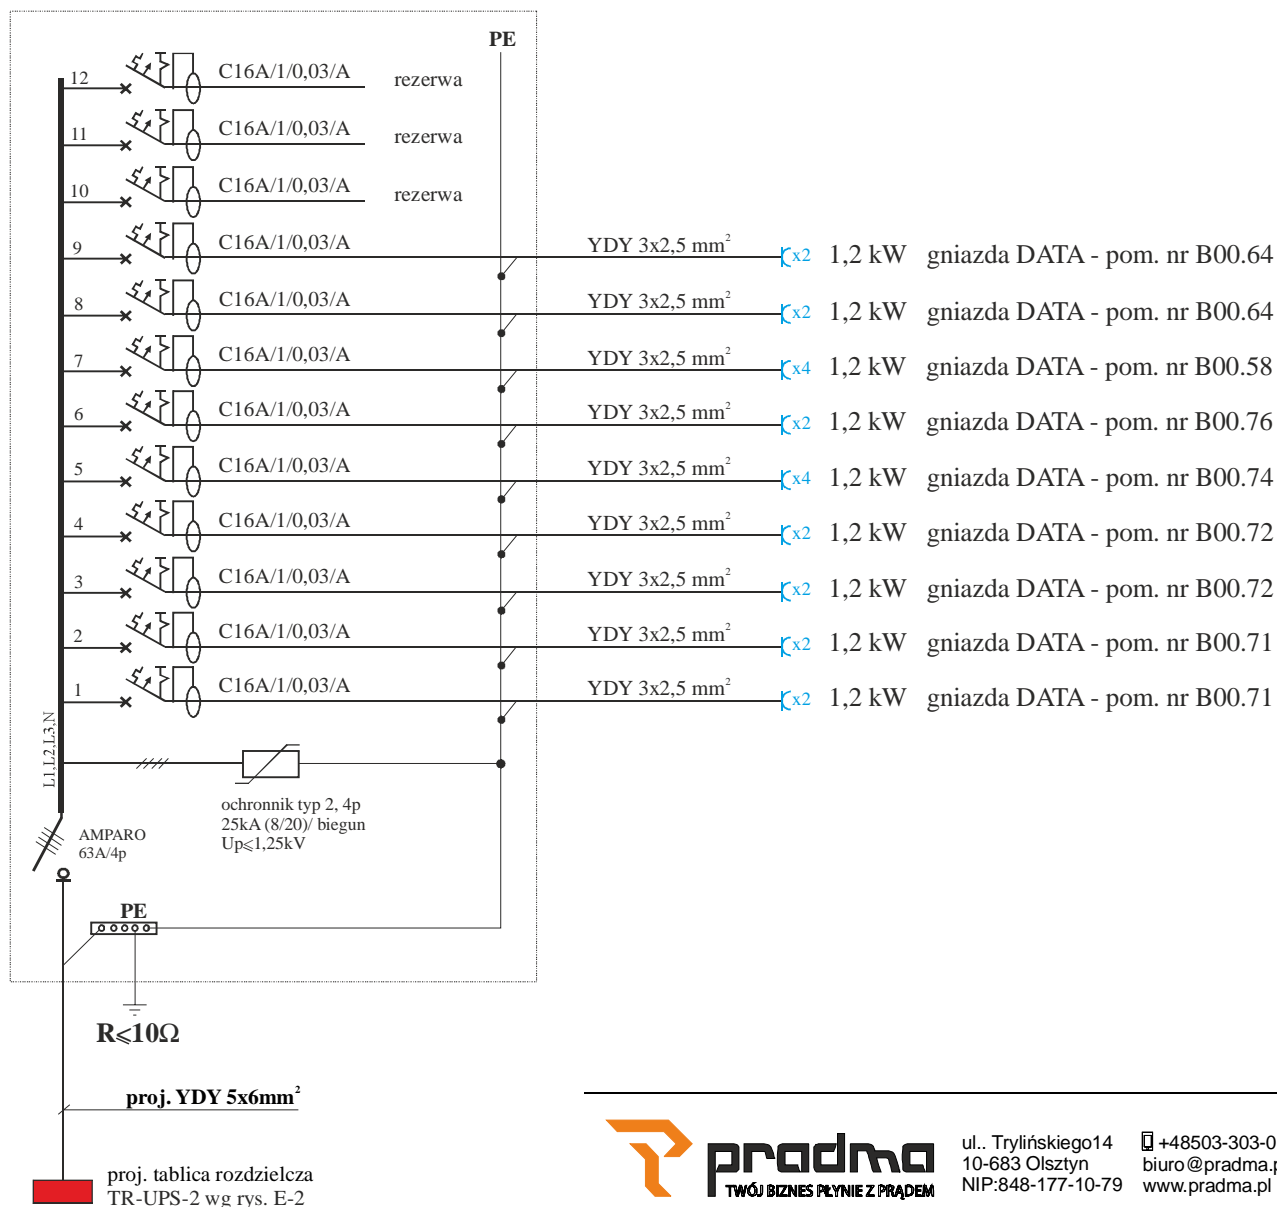 PE
12 C16A/1/0,03/A rezerwa
11 C16A/1/0,03/A rezerwa
10 C16A/1/0,03/A rezerwa
9 C16A/1/0,03/A YDY 3x2,5 mm² x2 1,2 kW gniazda DATA - pom. nr B00.64
8 C16A/1/0,03/A YDY 3x2,5 mm² x2 1,2 kW gniazda DATA - pom. nr B00.64
7 C16A/1/0,03/A YDY 3x2,5 mm² x4 1,2 kW gniazda DATA - pom. nr B00.58
6 C16A/1/0,03/A YDY 3x2,5 mm² x2 1,2 kW gniazda DATA - pom. nr B00.76
5 C16A/1/0,03/A YDY 3x2,5 mm² x4 1,2 kW gniazda DATA - pom. nr B00.74
4 C16A/1/0,03/A YDY 3x2,5 mm² x2 1,2 kW gniazda DATA - pom. nr B00.72
3 C16A/1/0,03/A YDY 3x2,5 mm² x2 1,2 kW gniazda DATA - pom. nr B00.72
2 C16A/1/0,03/A YDY 3x2,5 mm² x2 1,2 kW gniazda DATA - pom. nr B00.71
1 C16A/1/0,03/A YDY 3x2,5 mm² x2 1,2 kW gniazda DATA - pom. nr B00.71
L1,L2,L3,N
ochronnik typ 2, 4p
25kA (8/20)/ biegun
Up⩽1,25kV
AMPARO
63A/4p
PE
R⩽10Ω
proj. YDY 5x6mm²
proj. tablica rozdzielcza
TR-UPS-2 wg rys. E-2
pradma
TWÓJ BIZNES PŁYNIE Z PRĄDEM
ul.. Trylińskiego14
10-683 Olsztyn
NIP:848-177-10-79
+48503-303-0
biuro@pradma.p
www.pradma.pl